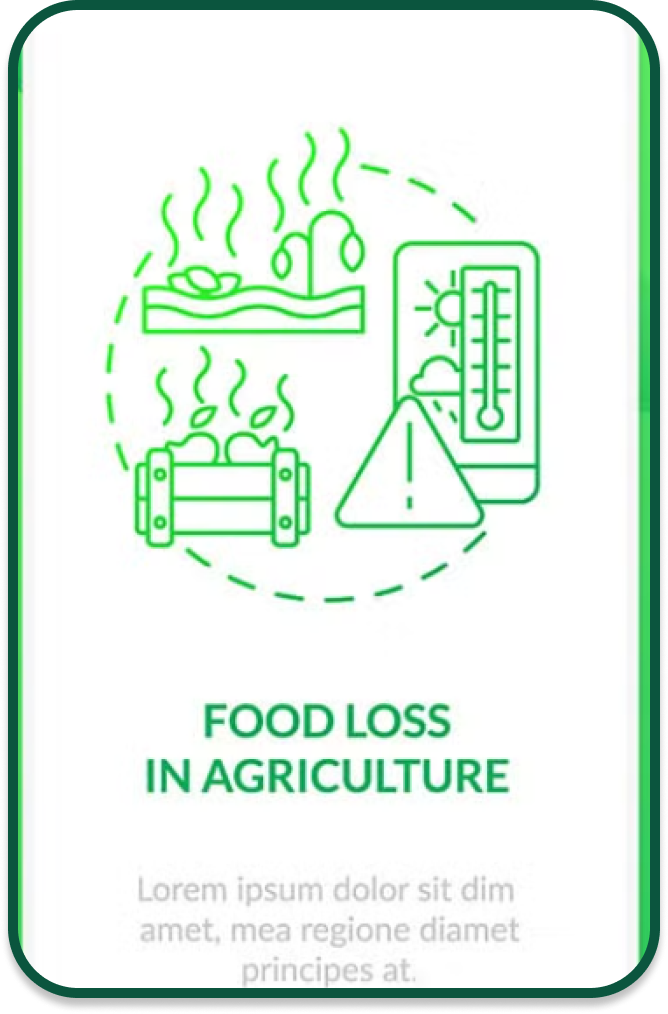 FOOD LOSS
IN AGRICULTURE
Lorem ipsum dolor sit dim
amet, mea regione diamet
principes at.